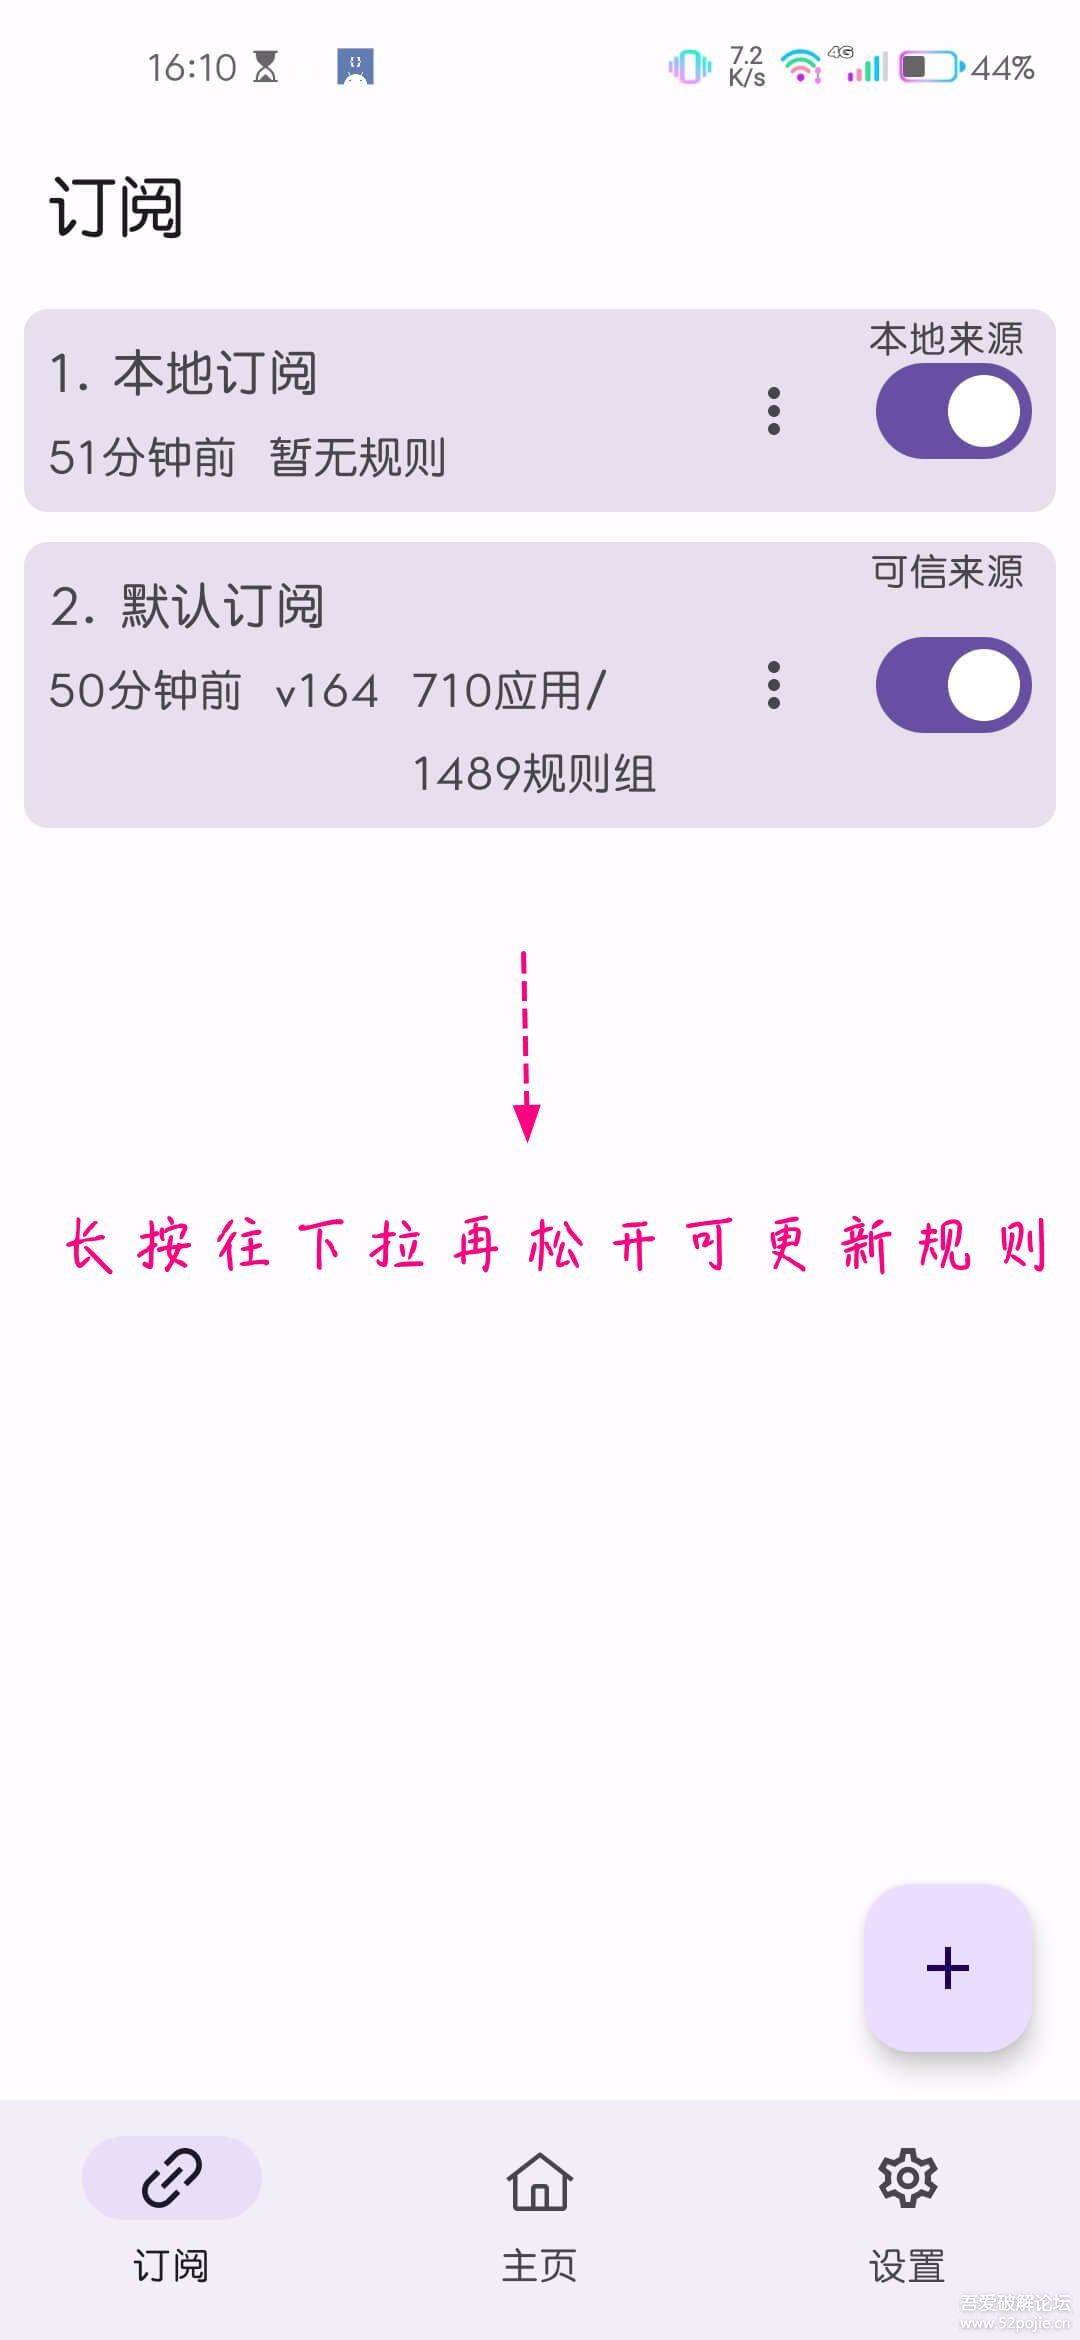 16:10
7.2 K/s
4G
44%
订阅
本地来源
1. 本地订阅
51分钟前 暂无规则
可信来源
2. 默认订阅
50分钟前 v164 710应用/
1489规则组
长按往下拉再松开可更新规则
+
订阅 主页 设置
吾爱破解论坛
www.52pojie.cn